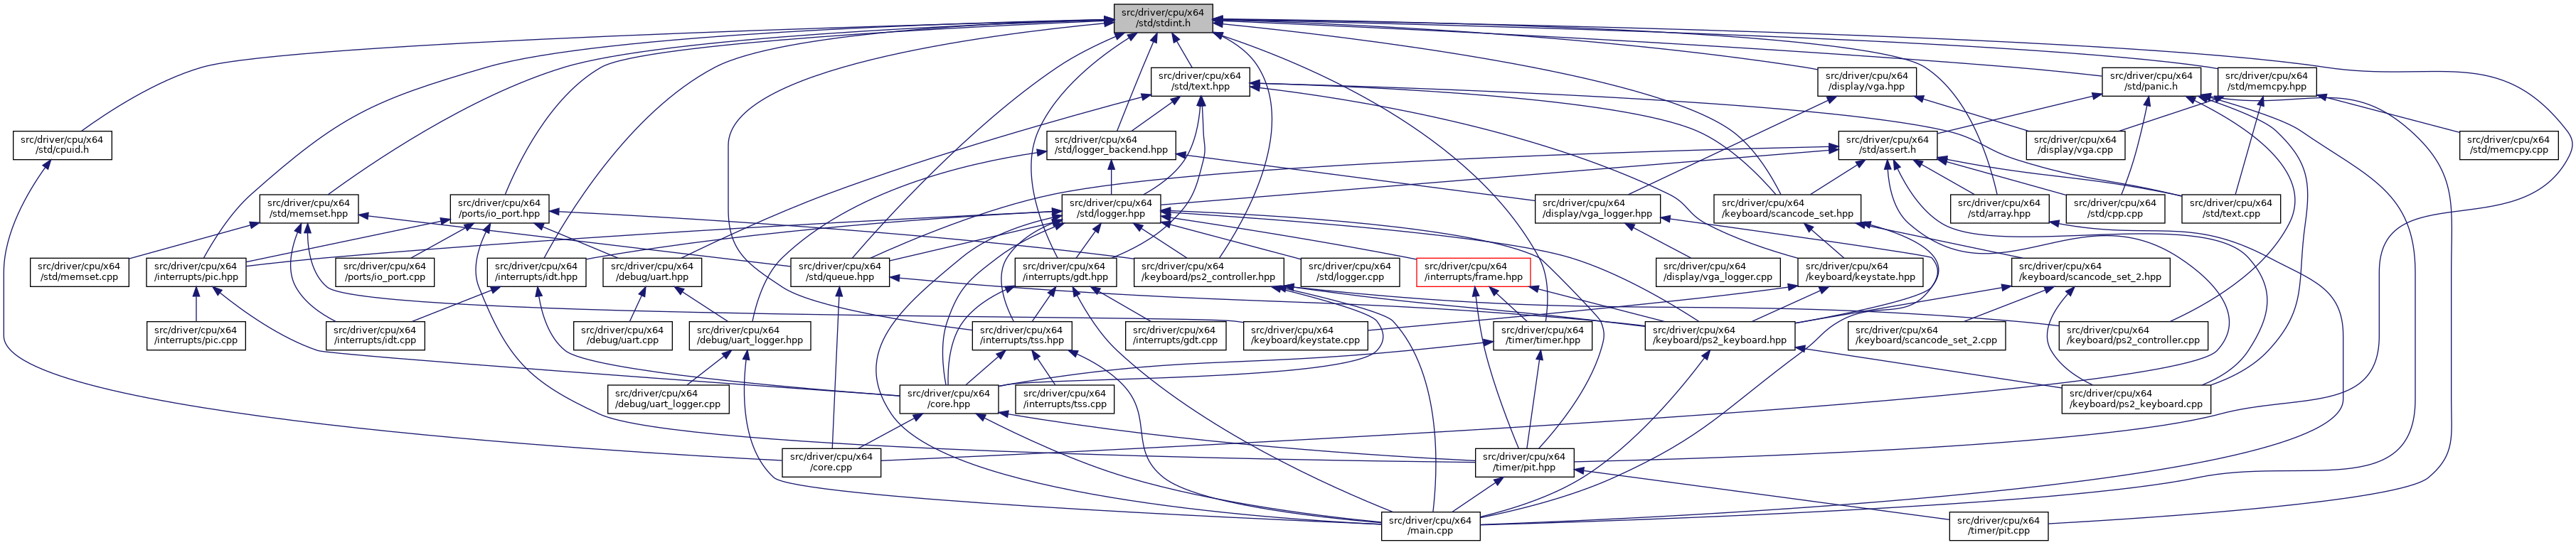 src/driver/cpu/x64
/std/stdint.h
src/driver/cpu/x64
/std/text.hpp
src/driver/cpu/x64
/display/vga.hpp
src/driver/cpu/x64
/std/panic.h
src/driver/cpu/x64
/std/memcpy.hpp
src/driver/cpu/x64
/std/cpuid.h
src/driver/cpu/x64
/std/logger_backend.hpp
src/driver/cpu/x64
/std/assert.h
src/driver/cpu/x64
/display/vga.cpp
src/driver/cpu/x64
/std/memcpy.cpp
src/driver/cpu/x64
/std/memset.hpp
src/driver/cpu/x64
/ports/io_port.hpp
src/driver/cpu/x64
/std/logger.hpp
src/driver/cpu/x64
/display/vga_logger.hpp
src/driver/cpu/x64
/keyboard/scancode_set.hpp
src/driver/cpu/x64
/std/array.hpp
src/driver/cpu/x64
/std/cpp.cpp
src/driver/cpu/x64
/std/text.cpp
src/driver/cpu/x64
/std/memset.cpp
src/driver/cpu/x64
/interrupts/pic.hpp
src/driver/cpu/x64
/ports/io_port.cpp
src/driver/cpu/x64
/interrupts/idt.hpp
src/driver/cpu/x64
/debug/uart.hpp
src/driver/cpu/x64
/std/queue.hpp
src/driver/cpu/x64
/interrupts/gdt.hpp
src/driver/cpu/x64
/keyboard/ps2_controller.hpp
src/driver/cpu/x64
/std/logger.cpp
src/driver/cpu/x64
/interrupts/frame.hpp
src/driver/cpu/x64
/display/vga_logger.cpp
src/driver/cpu/x64
/keyboard/keystate.hpp
src/driver/cpu/x64
/keyboard/scancode_set_2.hpp
src/driver/cpu/x64
/interrupts/pic.cpp
src/driver/cpu/x64
/interrupts/idt.cpp
src/driver/cpu/x64
/debug/uart.cpp
src/driver/cpu/x64
/debug/uart_logger.hpp
src/driver/cpu/x64
/interrupts/tss.hpp
src/driver/cpu/x64
/interrupts/gdt.cpp
src/driver/cpu/x64
/keyboard/keystate.cpp
src/driver/cpu/x64
/timer/timer.hpp
src/driver/cpu/x64
/keyboard/ps2_keyboard.hpp
src/driver/cpu/x64
/keyboard/scancode_set_2.cpp
src/driver/cpu/x64
/keyboard/ps2_controller.cpp
src/driver/cpu/x64
/debug/uart_logger.cpp
src/driver/cpu/x64
/core.hpp
src/driver/cpu/x64
/interrupts/tss.cpp
src/driver/cpu/x64
/keyboard/ps2_keyboard.cpp
src/driver/cpu/x64
/core.cpp
src/driver/cpu/x64
/timer/pit.hpp
src/driver/cpu/x64
/main.cpp
src/driver/cpu/x64
/timer/pit.cpp